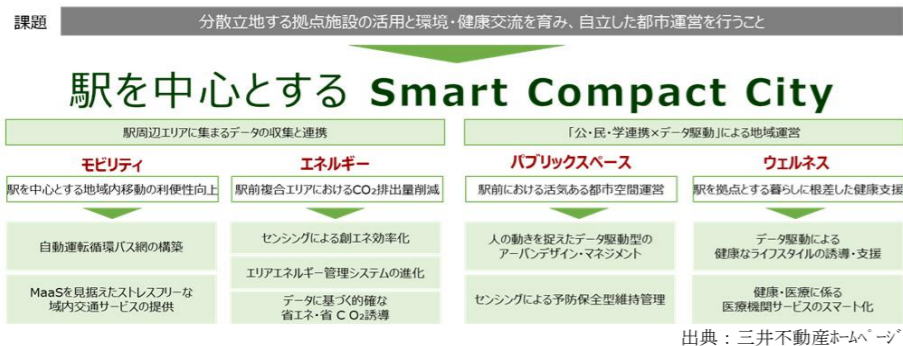 課題
分散立地する拠点施設の活用と環境・健康交流を育み、自立した都市運営を行うこと
駅を中心とする Smart Compact City
駅周辺エリアに集まるデータの収集と連携
「公・民・学連携×データ駆動」による地域運営
モビリティ
エネルギー
パブリックスペース
ウェルネス
駅を中心とする地域内移動の利便性向上
駅前複合エリアにおけるCO₂排出量削減
駅前における活気ある都市空間運営
駅を拠点とする暮らしに根差した健康支援
自動運転循環バス網の構築
MaaSを見据えたストレスフリーな
域内交通サービスの提供
センシングによる創エネ効率化
エリアエネルギー管理システムの進化
データに基づく的確な
省エネ・省CO₂誘導
人の動きを捉えたデータ駆動型の
アーバンデザイン・マネジメント
センシングによる予防保全型維持管理
データ駆動による
健康なライフスタイルの誘導・支援
健康・医療に係る
医療機関サービスのスマート化
出典：三井不動産ﾎｰﾑﾍﾟｰｼﾞ